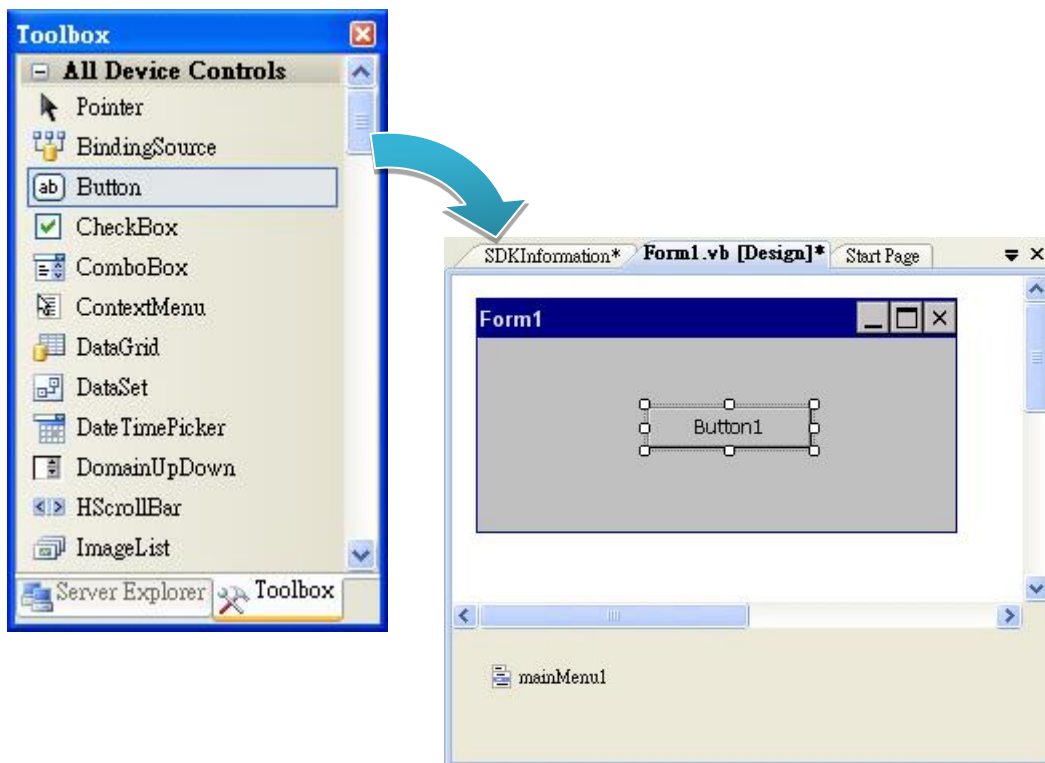 Toolbox
All Device Controls
Pointer
BindingSource
ab Button
CheckBox
ComboBox
ContextMenu
DataGrid
DataSet
DateTimePicker
DomainUpDown
HScrollBar
ImageList
Server Explorer Toolbox
SDKInformation* Form1.vb [Design]* Start Page
Form1
Button1
mainMenu1